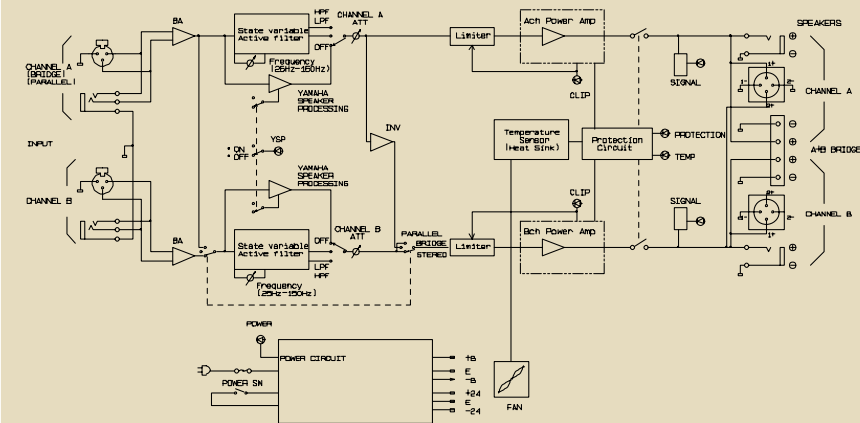 BA
HPF
LPF
OFF
State variable
Active filter
Frequency
(25Hz-150Hz)
CHANNEL A
ATT
Limiter
Ach Power Amp
CLIP
SIGNAL
SPEAKERS
1+
1-
2-
2+
CHANNEL A
CHANNEL A
(BRIDGE)
(PARALLEL)
YAMAHA
SPEAKER
PROCESSING
INPUT
ON
OFF
YSP
INV
Temperature
Sensor
(Heat Sink)
Protection
Circuit
PROTECTION
TEMP
A+B BRIDGE
YAMAHA
SPEAKER
PROCESSING
CHANNEL B
BA
State variable
Active filter
OFF
LPF
HPF
Frequency
(25Hz-150Hz)
CHANNEL B
ATT
PARALLEL
BRIDGE
STEREO
Limiter
CLIP
Bch Power Amp
SIGNAL
CHANNEL B
POWER
POWER CIRCUIT
POWER SW
+B
E
-B
+24
E
-24
FAN